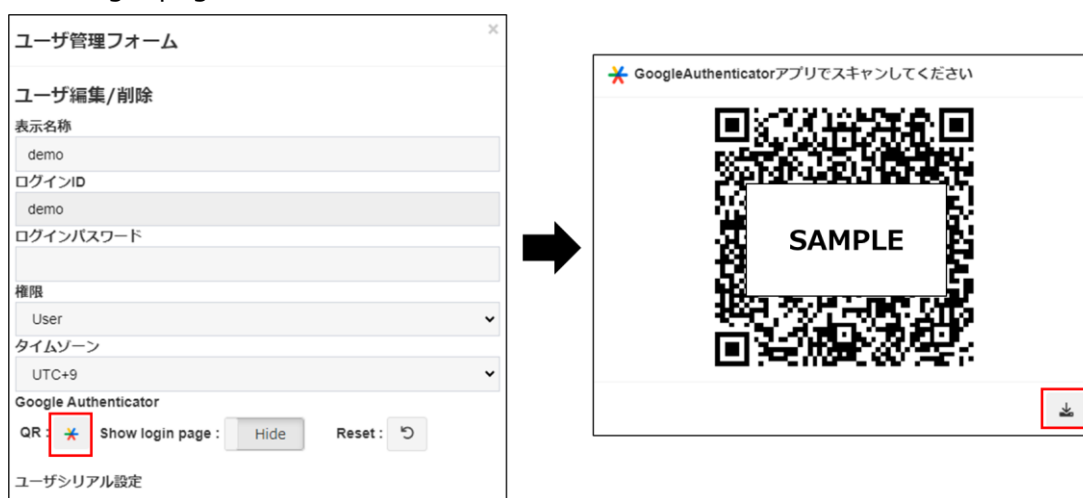 ユーザ管理フォーム
×
ユーザ編集/削除
表示名称
demo
ログインID
demo
ログインパスワード
権限
User
タイムゾーン
UTC+9
Google Authenticator
QR : Show login page : Hide Reset :
ユーザシリアル設定
GoogleAuthenticatorアプリでスキャンしてください
SAMPLE